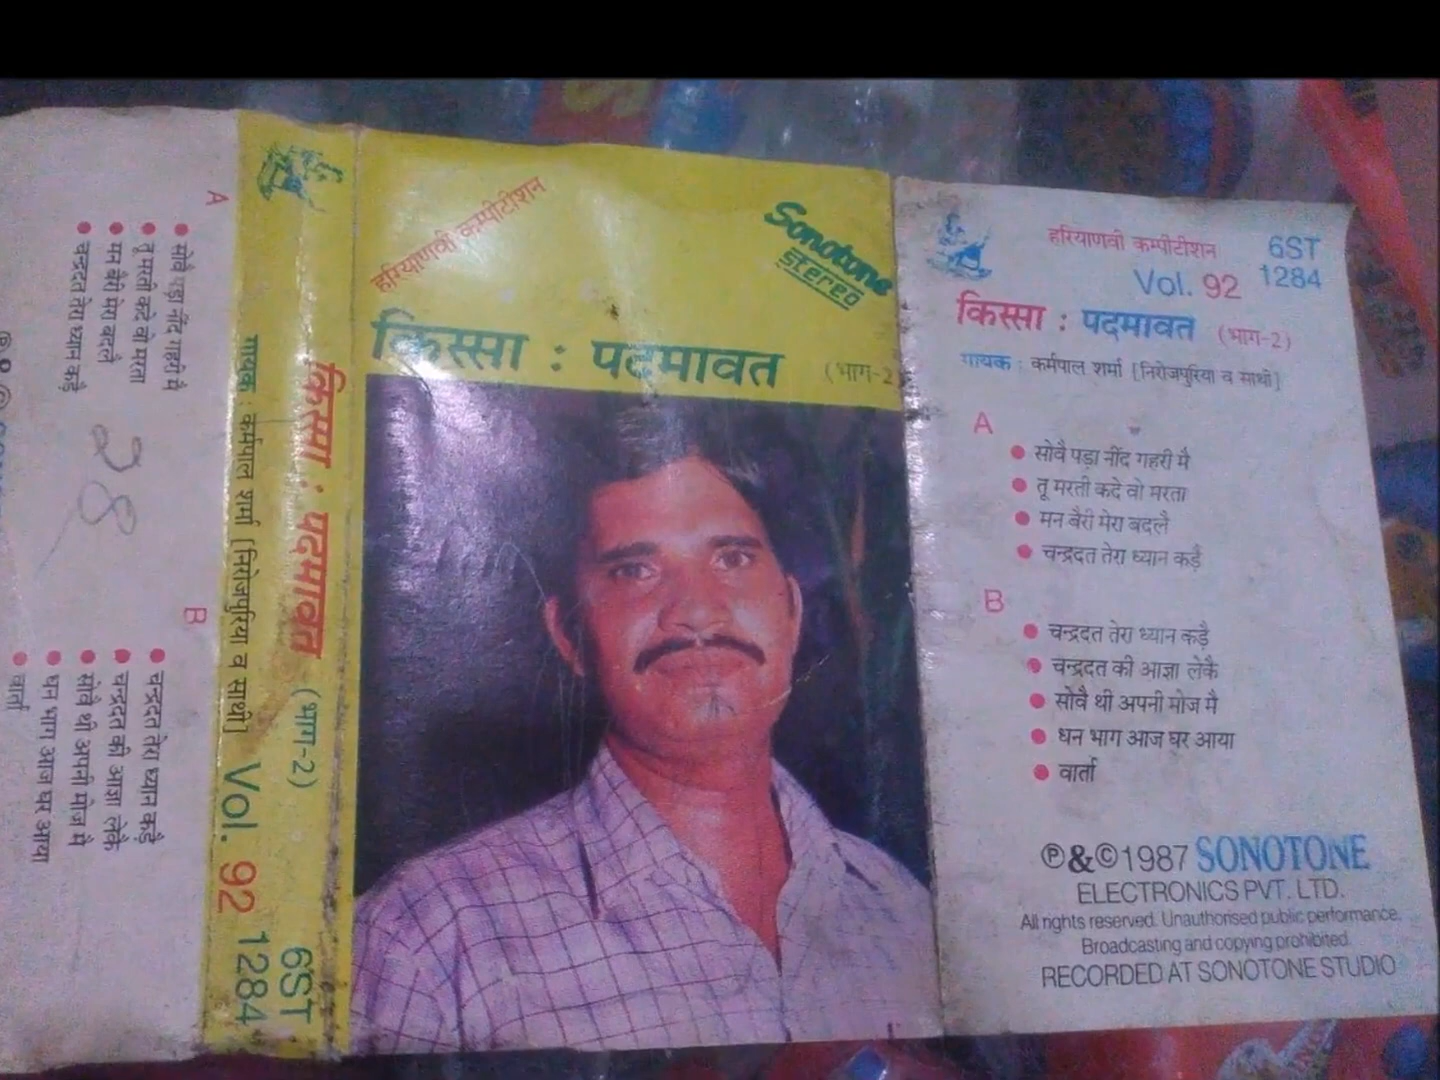 A
सोवै पड़ा नींद गहरी मै
तू मरती कदे वो मरता
मन बैरी मेरा बदलै
चन्द्रदत तेरा ध्यान कड़ै
28
B
चन्द्रदत तेरा ध्यान कड़ै
चन्द्रदत की आज्ञा लेकै
सोवै थी अपनी मोज मै
धन भाग आज घर आया
वार्ता
किस्सा : पदमावत (भाग-2) 6ST
गायक : कर्मपाल शर्मा [निरोजपुरिया व साथी] Vol. 92 1284
हरियाणवी कम्पीटीशन
Sonotone
stereo
किस्सा : पदमावत (भाग-2)
हरियाणवी कम्पीटीशन 6ST
Vol. 92 1284
किस्सा : पदमावत (भाग-2)
गायक : कर्मपाल शर्मा [निरोजपुरिया व साथी]
A
सोवै पड़ा नींद गहरी मै
तू मरती कदे वो मरता
मन बैरी मेरा बदलै
चन्द्रदत तेरा ध्यान कड़ै
B
चन्द्रदत तेरा ध्यान कड़ै
चन्द्रदत की आज्ञा लेकै
सोवै थी अपनी मोज मै
धन भाग आज घर आया
वार्ता
Ⓟ&©1987 SONOTONE
ELECTRONICS PVT. LTD.
All rights reserved. Unauthorised public performance.
Broadcasting and copying prohibited.
RECORDED AT SONOTONE STUDIO